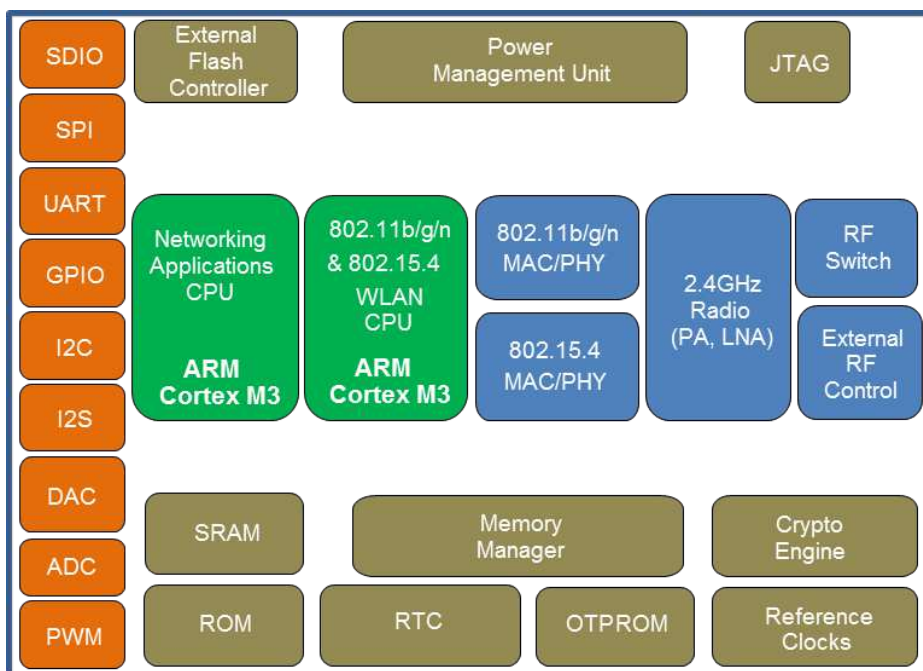 SDIO
SPI
UART
GPIO
I2C
I2S
DAC
ADC
PWM
External
Flash
Controller
Power
Management Unit
JTAG
Networking
Applications
CPU
ARM
Cortex M3
802.11b/g/n
& 802.15.4
WLAN
CPU
ARM
Cortex M3
802.11b/g/n
MAC/PHY
802.15.4
MAC/PHY
2.4GHz
Radio
(PA, LNA)
RF
Switch
External
RF
Control
SRAM
Memory
Manager
Crypto
Engine
ROM
RTC
OTPROM
Reference
Clocks